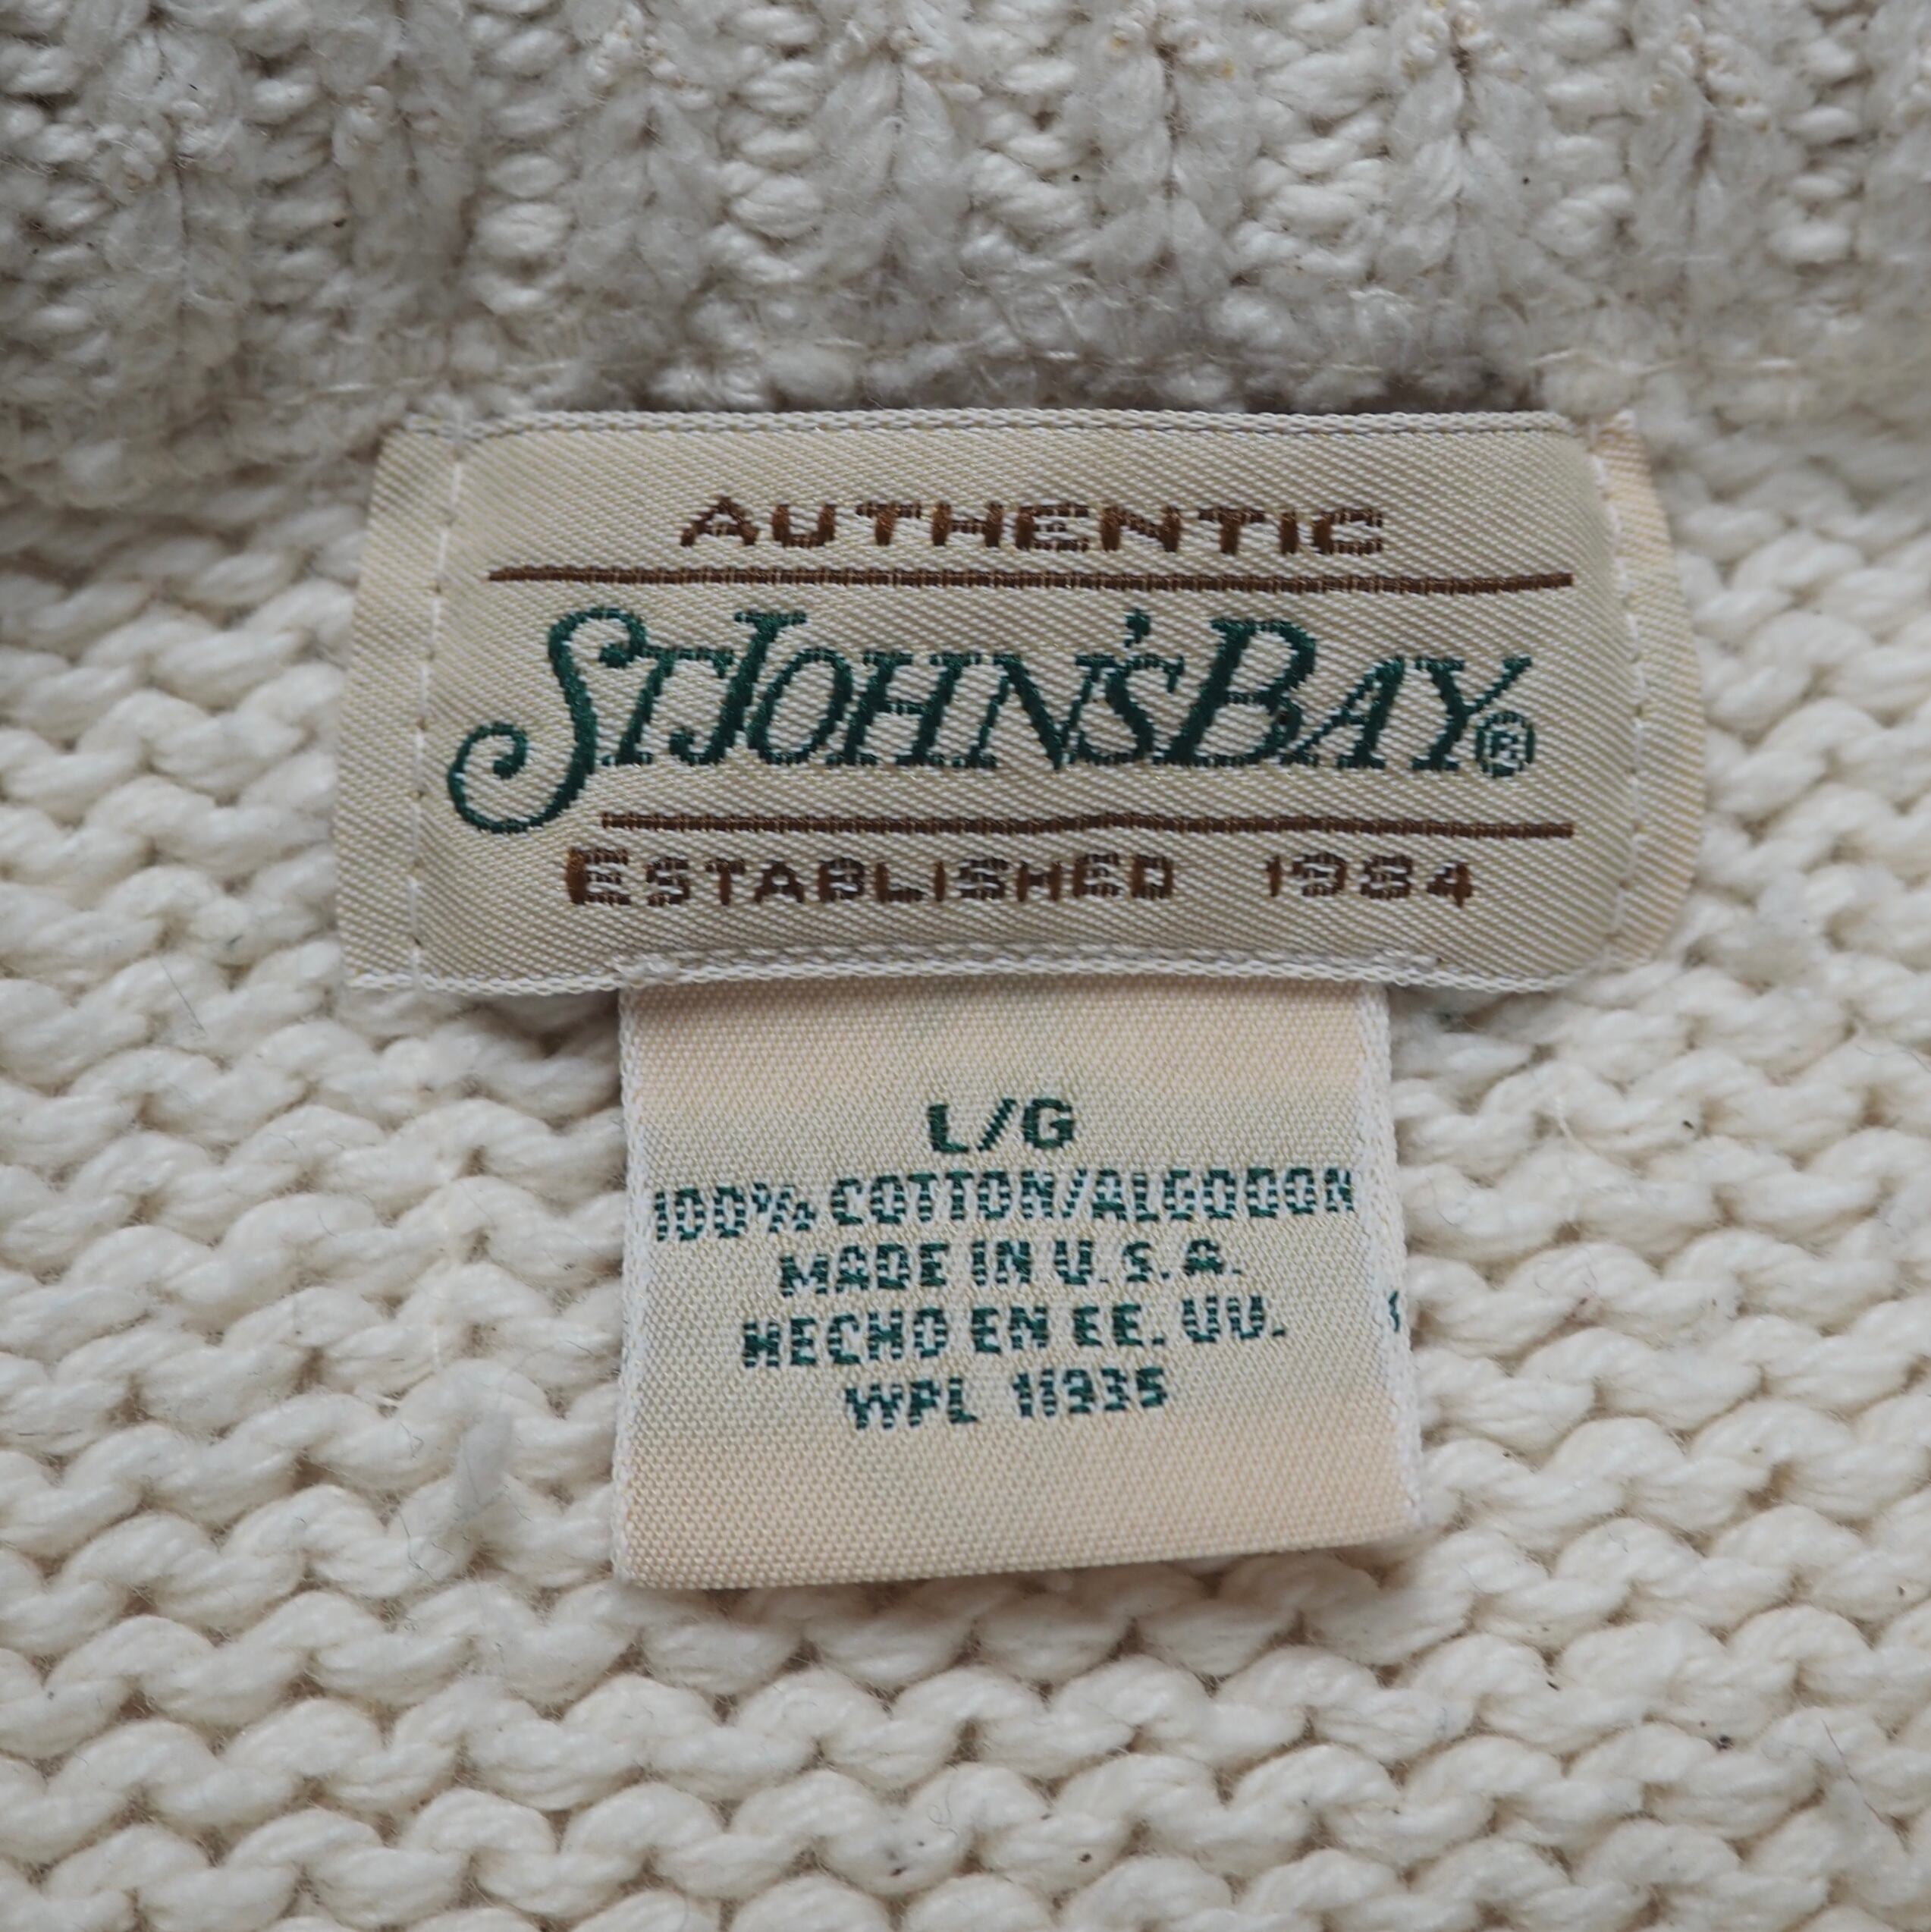 AUTHENTIC
ST JOHN'S BAY®
ESTABLISHED 1984
L/G
100% COTTON/ALGODON
MADE IN U.S.A.
HECHO EN EE. UU.
WPL 11935